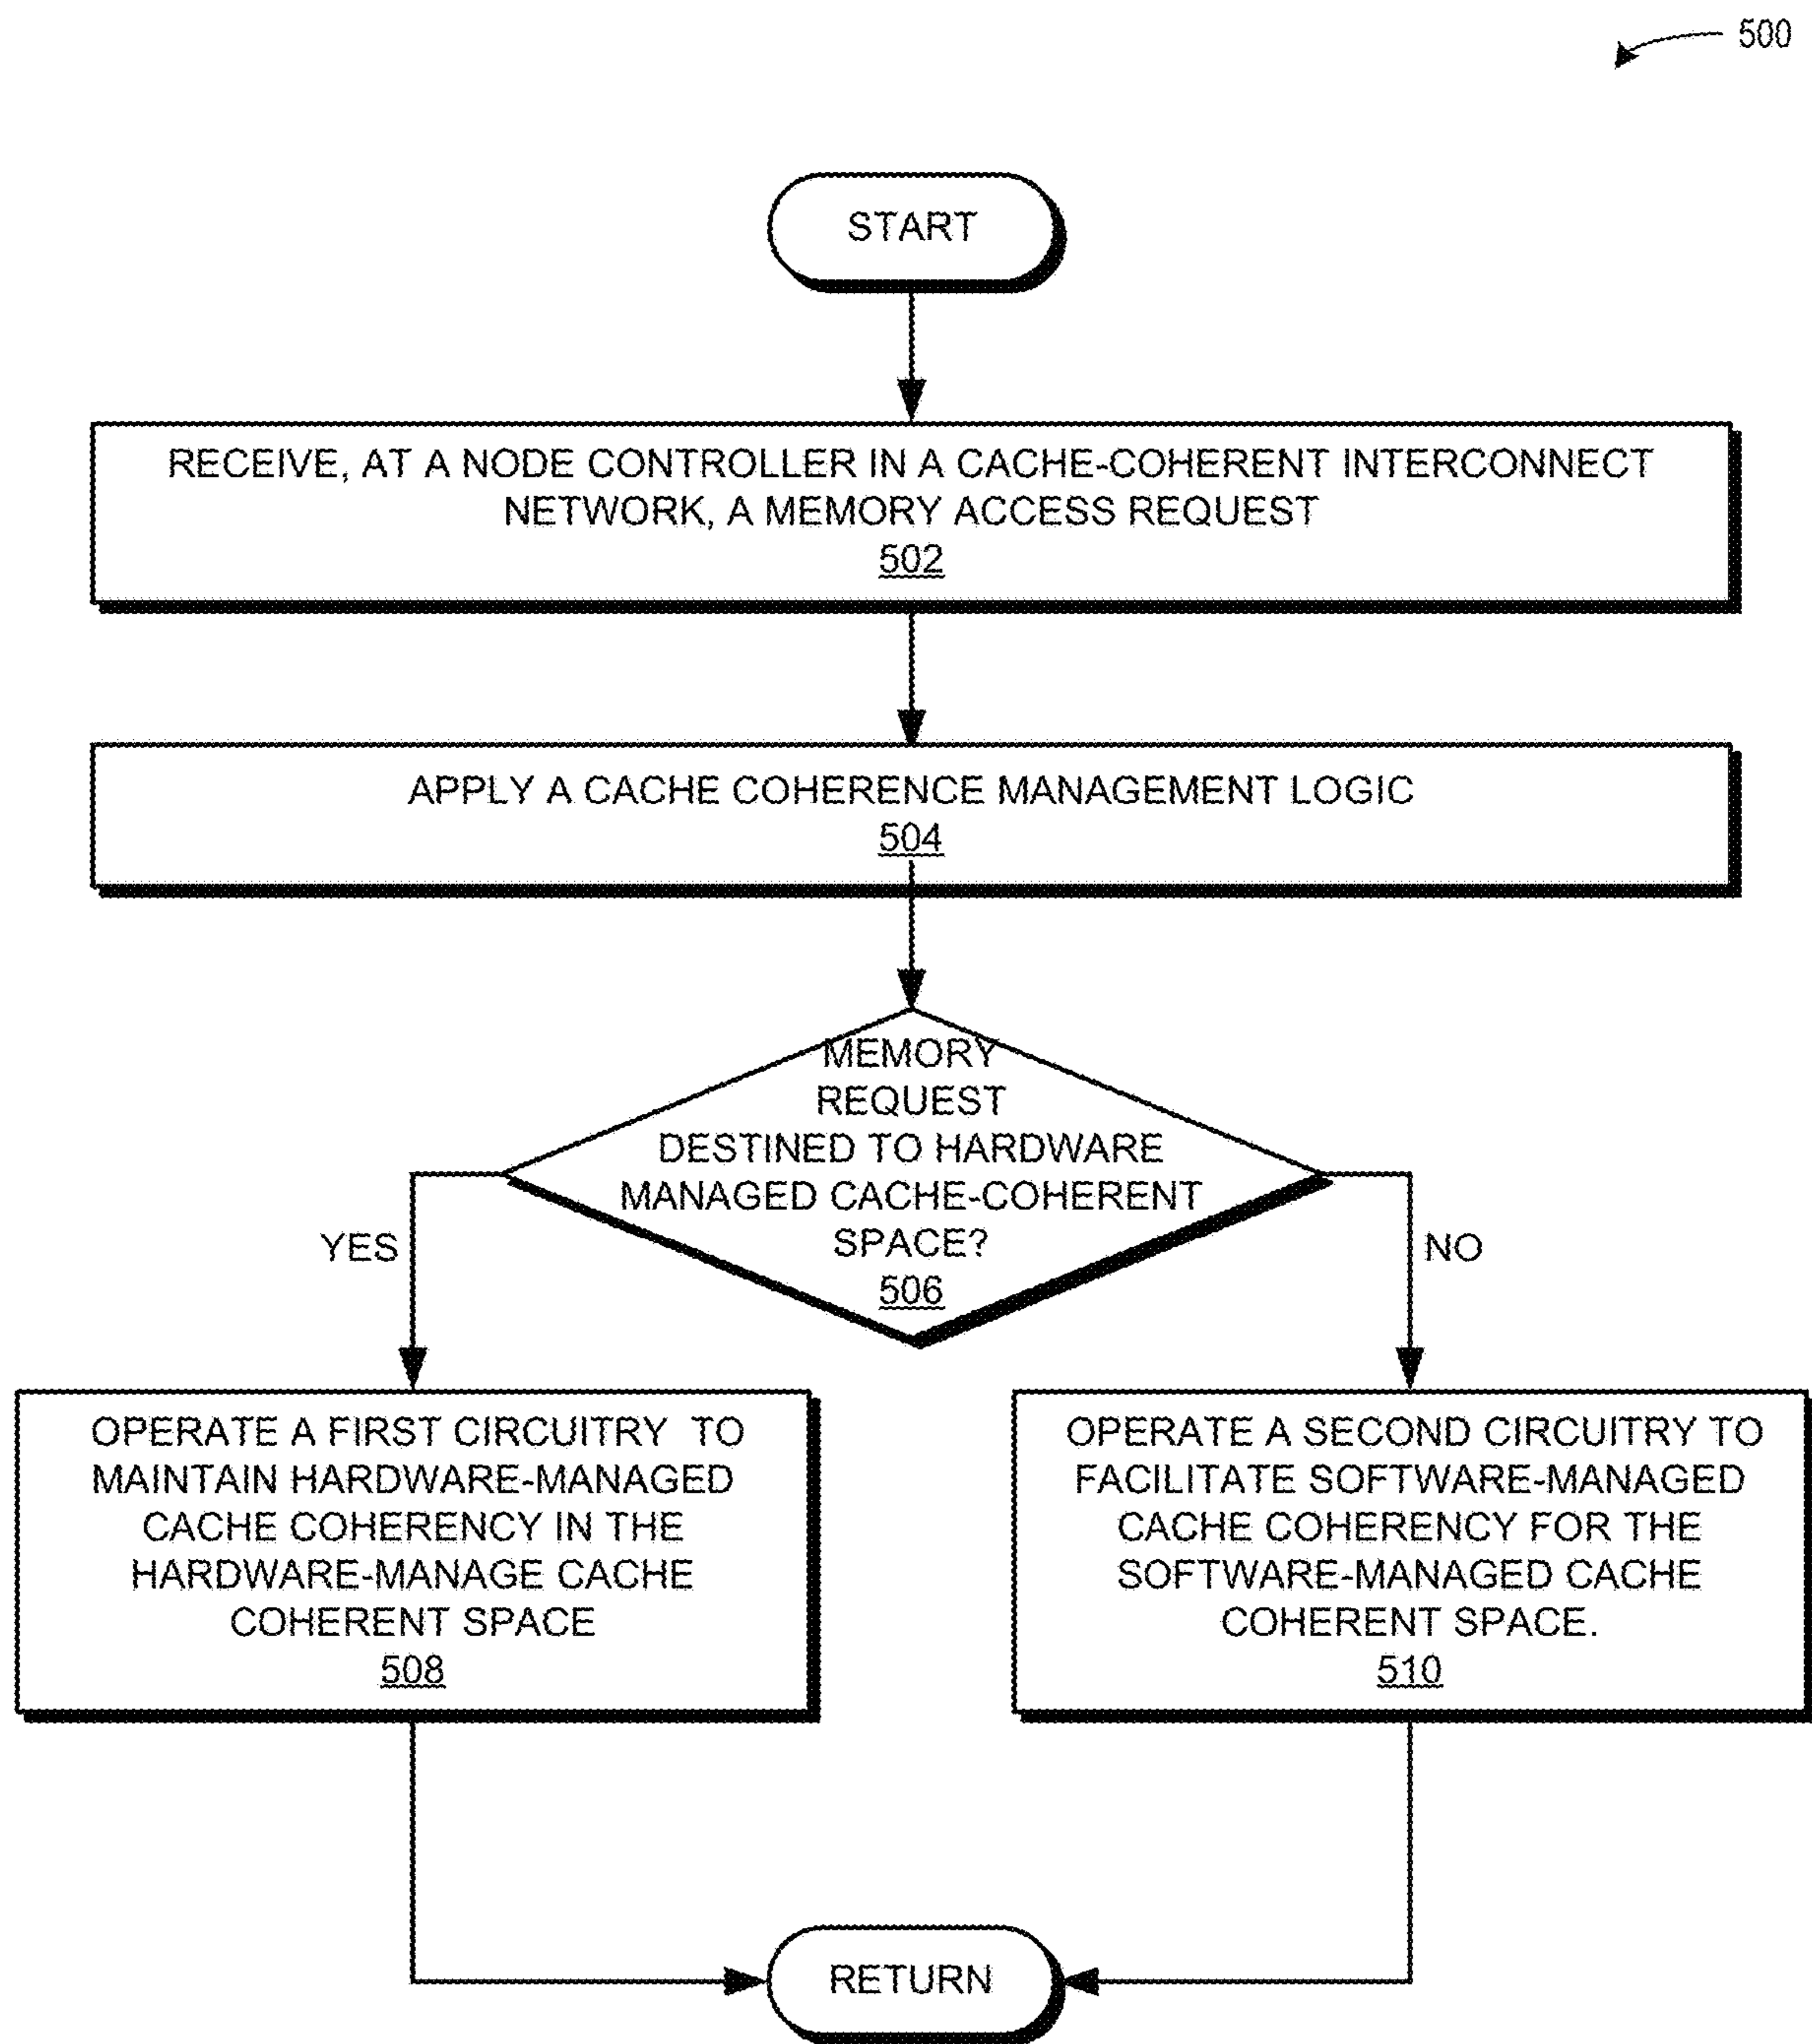 500
START
RECEIVE, AT A NODE CONTROLLER IN A CACHE-COHERENT INTERCONNECT
NETWORK, A MEMORY ACCESS REQUEST
502
APPLY A CACHE COHERENCE MANAGEMENT LOGIC
504
MEMORY
REQUEST
DESTINED TO HARDWARE
MANAGED CACHE-COHERENT
SPACE?
506
YES
NO
OPERATE A FIRST CIRCUITRY TO
MAINTAIN HARDWARE-MANAGED
CACHE COHERENCY IN THE
HARDWARE-MANAGE CACHE
COHERENT SPACE
508
OPERATE A SECOND CIRCUITRY TO
FACILITATE SOFTWARE-MANAGED
CACHE COHERENCY FOR THE
SOFTWARE-MANAGED CACHE
COHERENT SPACE.
510
RETURN